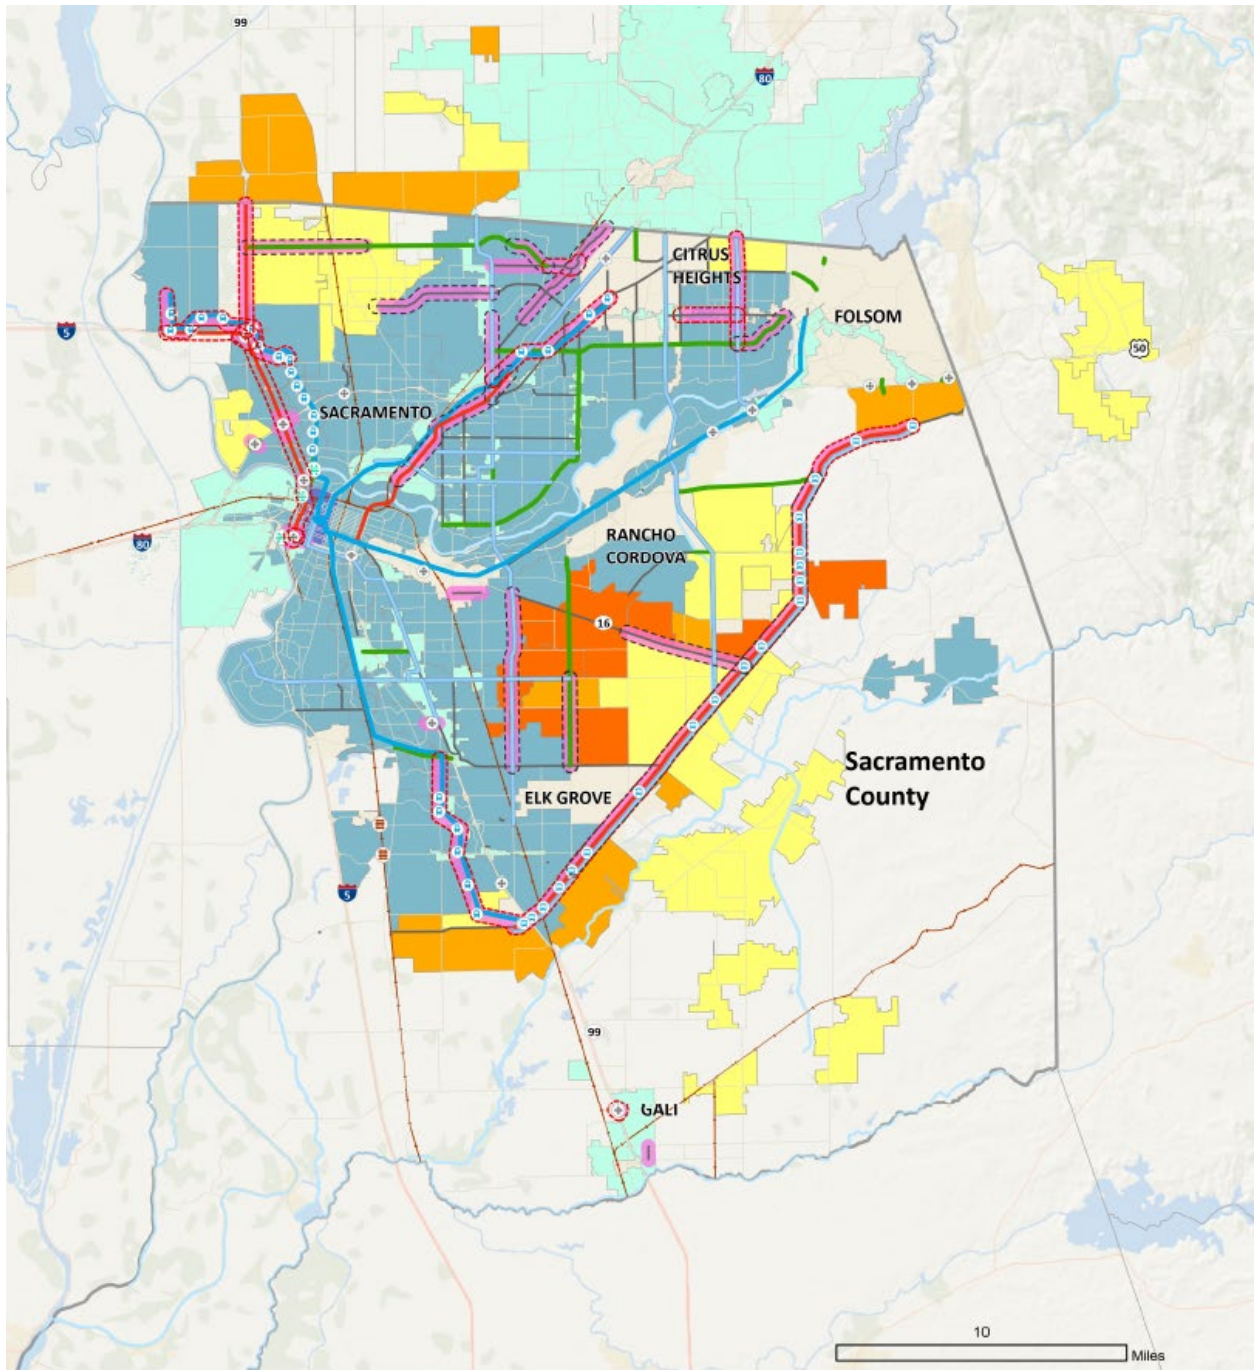 99
80
CITRUS
HEIGHTS
5
FOLSOM
50
SACRAMENTO
80
RANCHO
CORDOVA
16
Sacramento
County
ELK GROVE
5
99
GALT
10
Miles